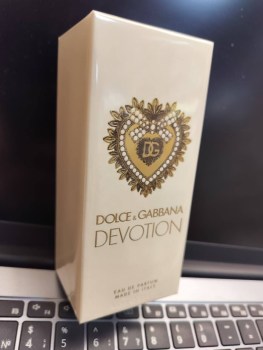 DG
DOLCE & GABBANA
DEVOTION
EAU DE PARFUM
MADE IN ITALY